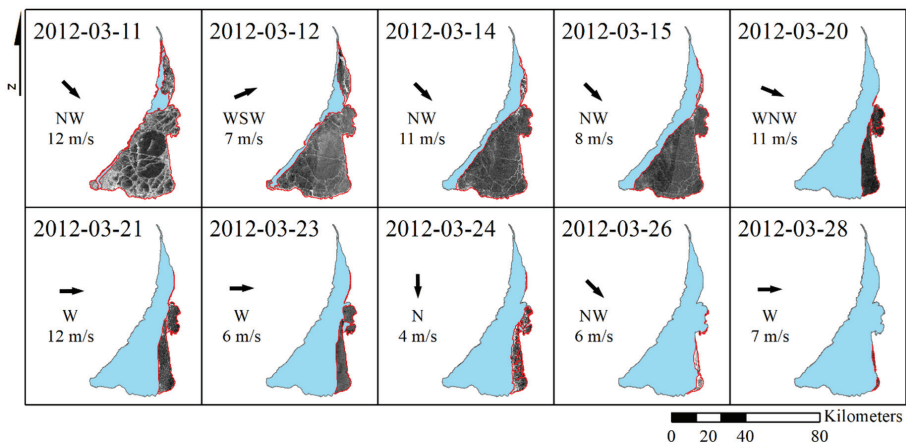 2012-03-11
NW
12 m/s
2012-03-12
WSW
7 m/s
2012-03-14
NW
11 m/s
2012-03-15
NW
8 m/s
2012-03-20
WNW
11 m/s
N
2012-03-21
W
12 m/s
2012-03-23
W
6 m/s
2012-03-24
N
4 m/s
2012-03-26
NW
6 m/s
2012-03-28
W
7 m/s
Kilometers
0 20 40 80